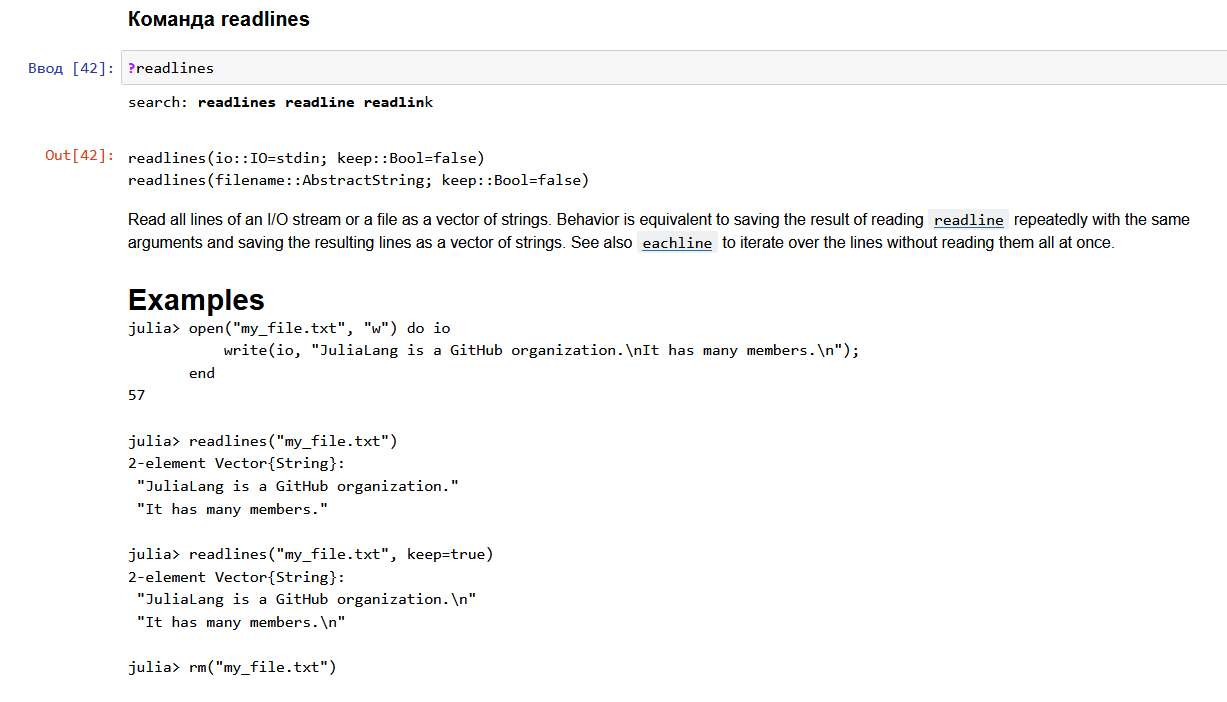 Команда readlines
Ввод [42]: ?readlines
search: readlines readline readlink
Out[42]: readlines(io::IO=stdin; keep::Bool=false)
readlines(filename::AbstractString; keep::Bool=false)
Read all lines of an I/O stream or a file as a vector of strings. Behavior is equivalent to saving the result of reading readline repeatedly with the same
arguments and saving the resulting lines as a vector of strings. See also eachline to iterate over the lines without reading them all at once.
Examples
julia> open("my_file.txt", "w") do io
           write(io, "JuliaLang is a GitHub organization.\nIt has many members.\n");
       end
57
julia> readlines("my_file.txt")
2-element Vector{String}:
 "JuliaLang is a GitHub organization."
 "It has many members."
julia> readlines("my_file.txt", keep=true)
2-element Vector{String}:
 "JuliaLang is a GitHub organization.\n"
 "It has many members.\n"
julia> rm("my_file.txt")